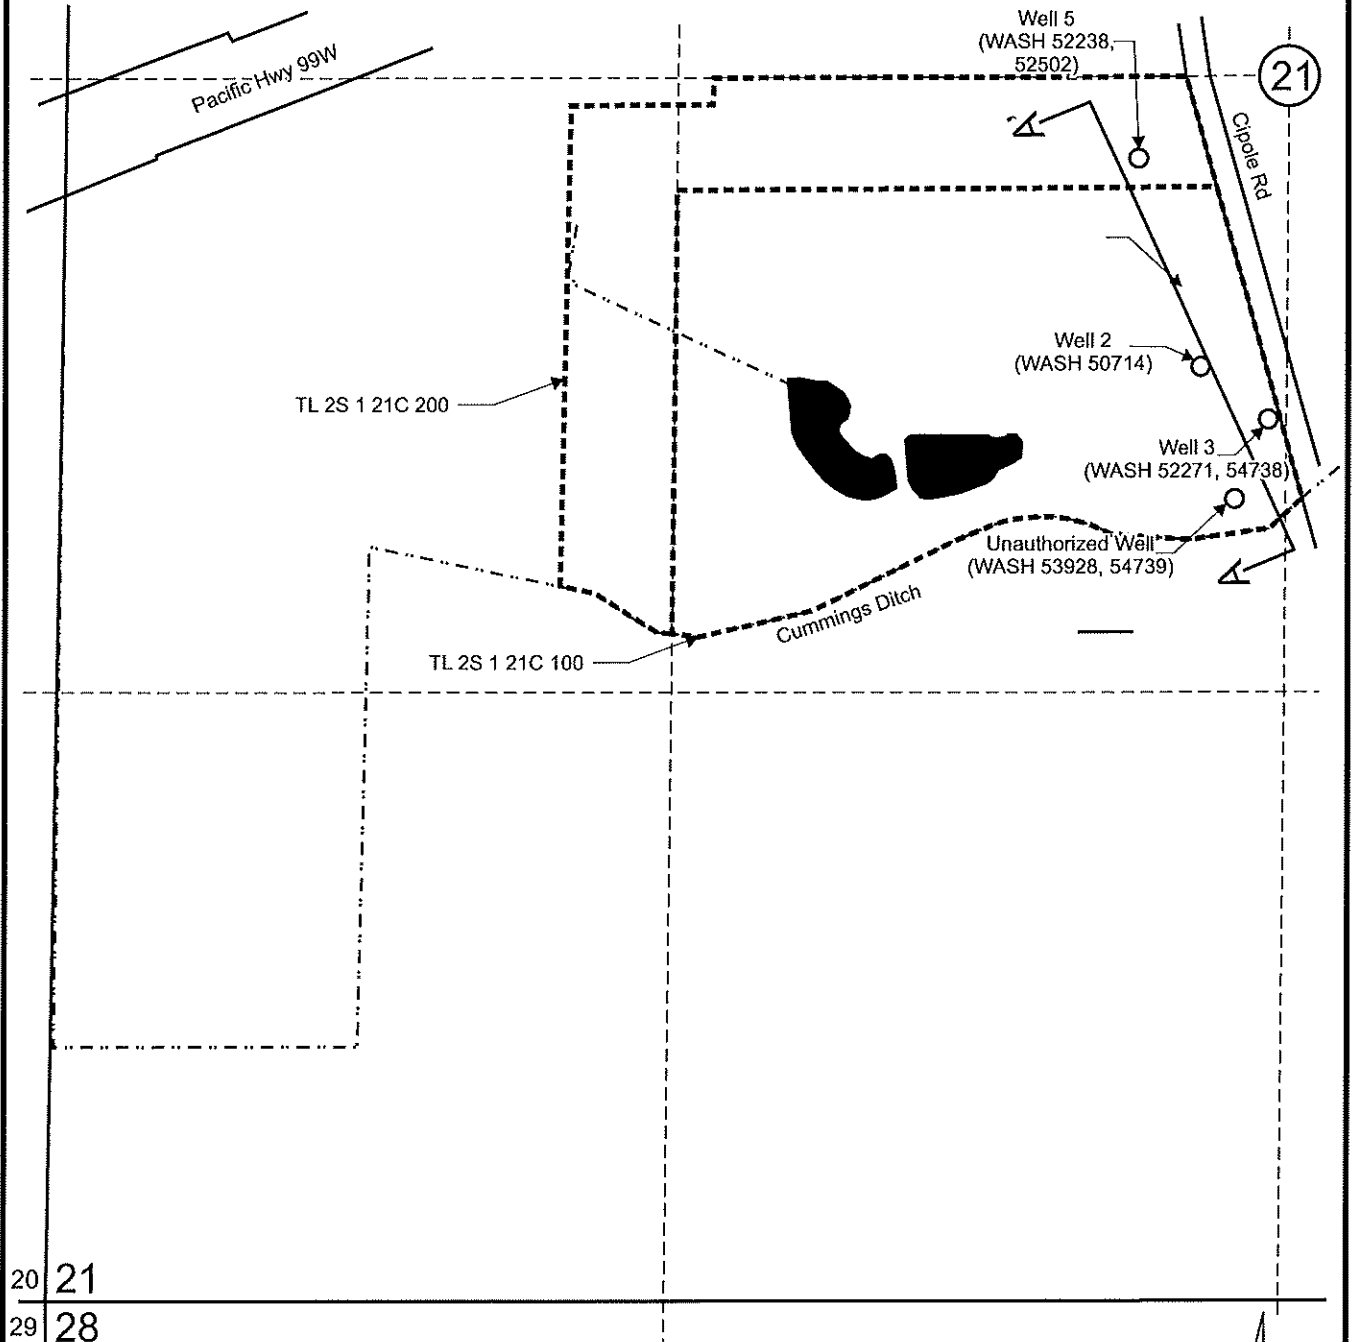 Well 5
(WASH 52238,
52502)
21
Pacific Hwy 99W
A
Cipole Rd
Well 2
(WASH 50714)
TL 2S 1 21C 200
Well 3
(WASH 52271, 54738)
Unauthorized Well
(WASH 53928, 54739)
A
Cummings Ditch
TL 2S 1 21C 100
20
21
29
28